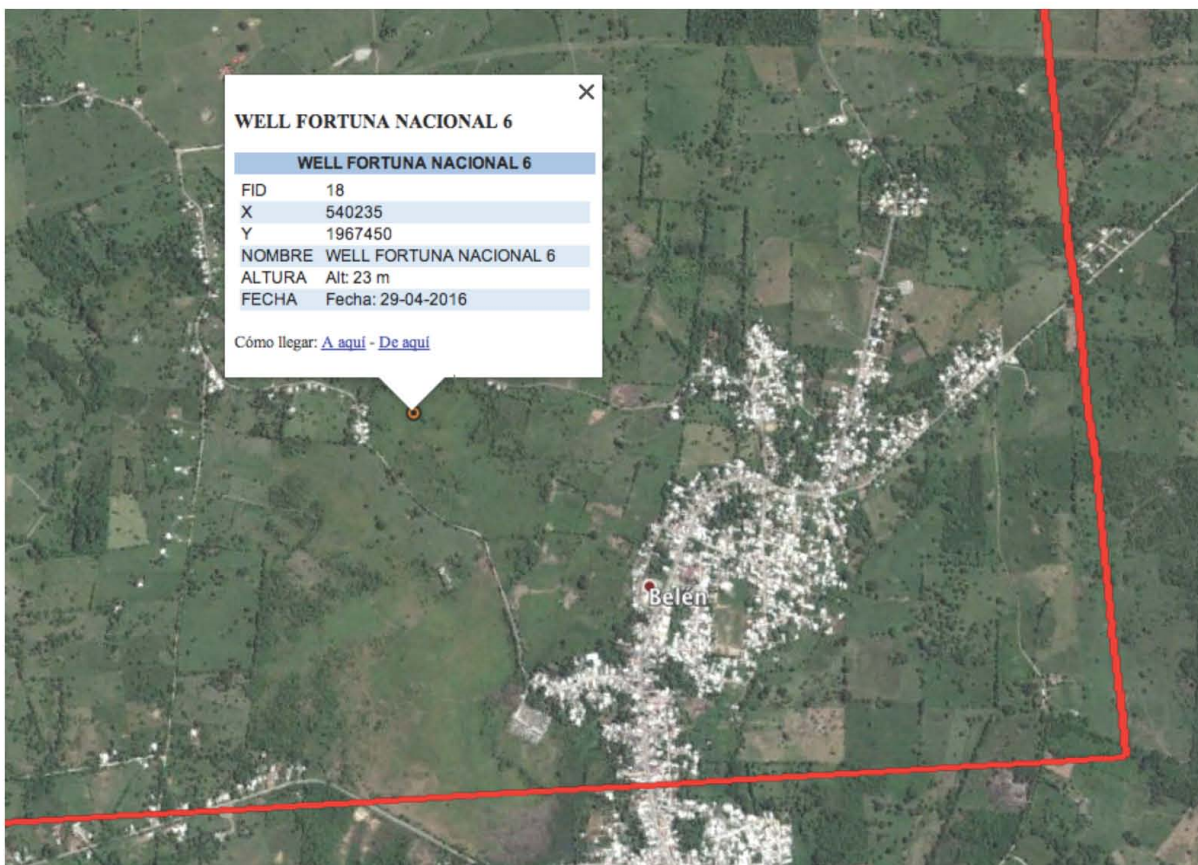 WELL FORTUNA NACIONAL 6
WELL FORTUNA NACIONAL 6
FID 18
X 540235
Y 1967450
NOMBRE WELL FORTUNA NACIONAL 6
ALTURA Alt: 23 m
FECHA Fecha: 29-04-2016
Cómo llegar: A aquí - De aquí
Belén